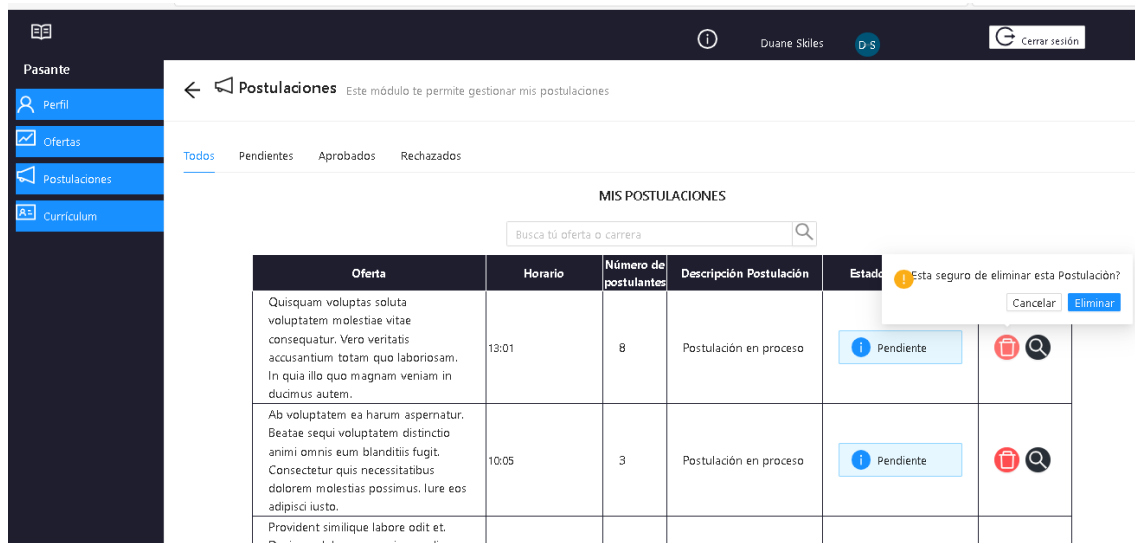 Duane Skiles
D-S
Cerrar sesión
Pasante
Perfil
Ofertas
Postulaciones
Currículum
Postulaciones Este módulo te permite gestionar mis postulaciones
Todos Pendientes Aprobados Rechazados
MIS POSTULACIONES
Busca tú oferta o carrera
Oferta Horario Número de postulantes Descripción Postulación Estado
Esta seguro de eliminar esta Postulación?
Cancelar Eliminar
Quisquam voluptas soluta
voluptatem molestiae vitae
consequatur. Vero veritatis
accusantium totam quo laboriosam.
In quia illo quo magnam veniam in
ducimus autem.
13:01 8 Postulación en proceso Pendiente
Ab voluptatem ea harum aspernatur.
Beatae sequi voluptatem distinctio
animi omnis eum blanditiis fugit.
Consectetur quis necessitatibus
dolorem molestias possimus. Iure eos
adipisci iusto.
10:05 3 Postulación en proceso Pendiente
Provident similique labore odit et.